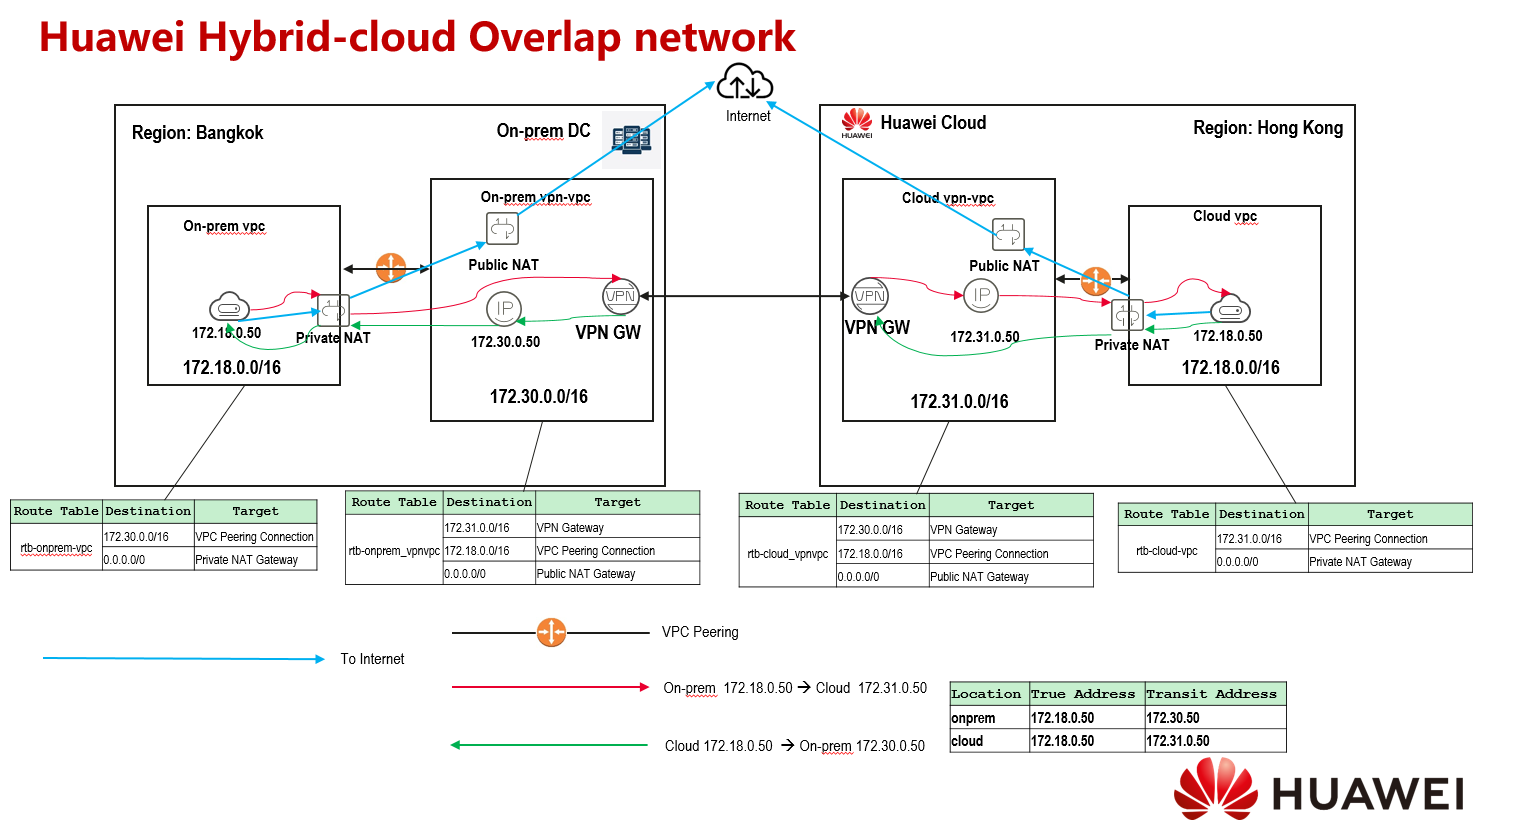 Huawei Hybrid-cloud Overlap network
Internet
Region: Bangkok
On-prem DC
HUAWEI
Huawei Cloud
Region: Hong Kong
On-prem vpc
On-prem vpn-vpc
Cloud vpn-vpc
Cloud vpc
Public NAT
Public NAT
IP
VPN
VPN
IP
172.18.0.50
Private NAT
172.30.0.50
VPN GW
VPN GW
172.31.0.50
Private NAT
172.18.0.50
172.18.0.0/16
172.30.0.0/16
172.31.0.0/16
172.18.0.0/16
Route Table Destination Target
rtb-onprem-vpc
172.30.0.0/16 VPC Peering Connection
0.0.0.0/0 Private NAT Gateway
Route Table Destination Target
rtb-onprem_vpnvpc
172.31.0.0/16 VPN Gateway
172.18.0.0/16 VPC Peering Connection
0.0.0.0/0 Public NAT Gateway
Route Table Destination Target
rtb-cloud_vpnvpc
172.30.0.0/16 VPN Gateway
172.18.0.0/16 VPC Peering Connection
0.0.0.0/0 Public NAT Gateway
Route Table Destination Target
rtb-cloud-vpc
172.31.0.0/16 VPC Peering Connection
0.0.0.0/0 Private NAT Gateway
VPC Peering
To Internet
On-prem 172.18.0.50 → Cloud 172.31.0.50
Cloud 172.18.0.50 → On-prem 172.30.0.50
Location True Address Transit Address
onprem 172.18.0.50 172.30.50
cloud 172.18.0.50 172.31.0.50
HUAWEI